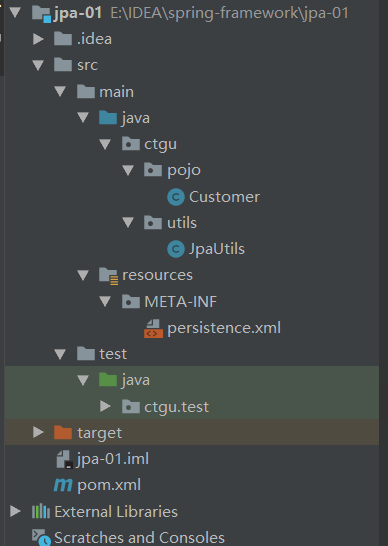 jpa-01 E:\IDEA\spring-framework\jpa-01
.idea
src
main
java
ctgu
pojo
Customer
utils
JpaUtils
resources
META-INF
persistence.xml
test
java
ctgu.test
target
jpa-01.iml
pom.xml
External Libraries
Scratches and Consoles